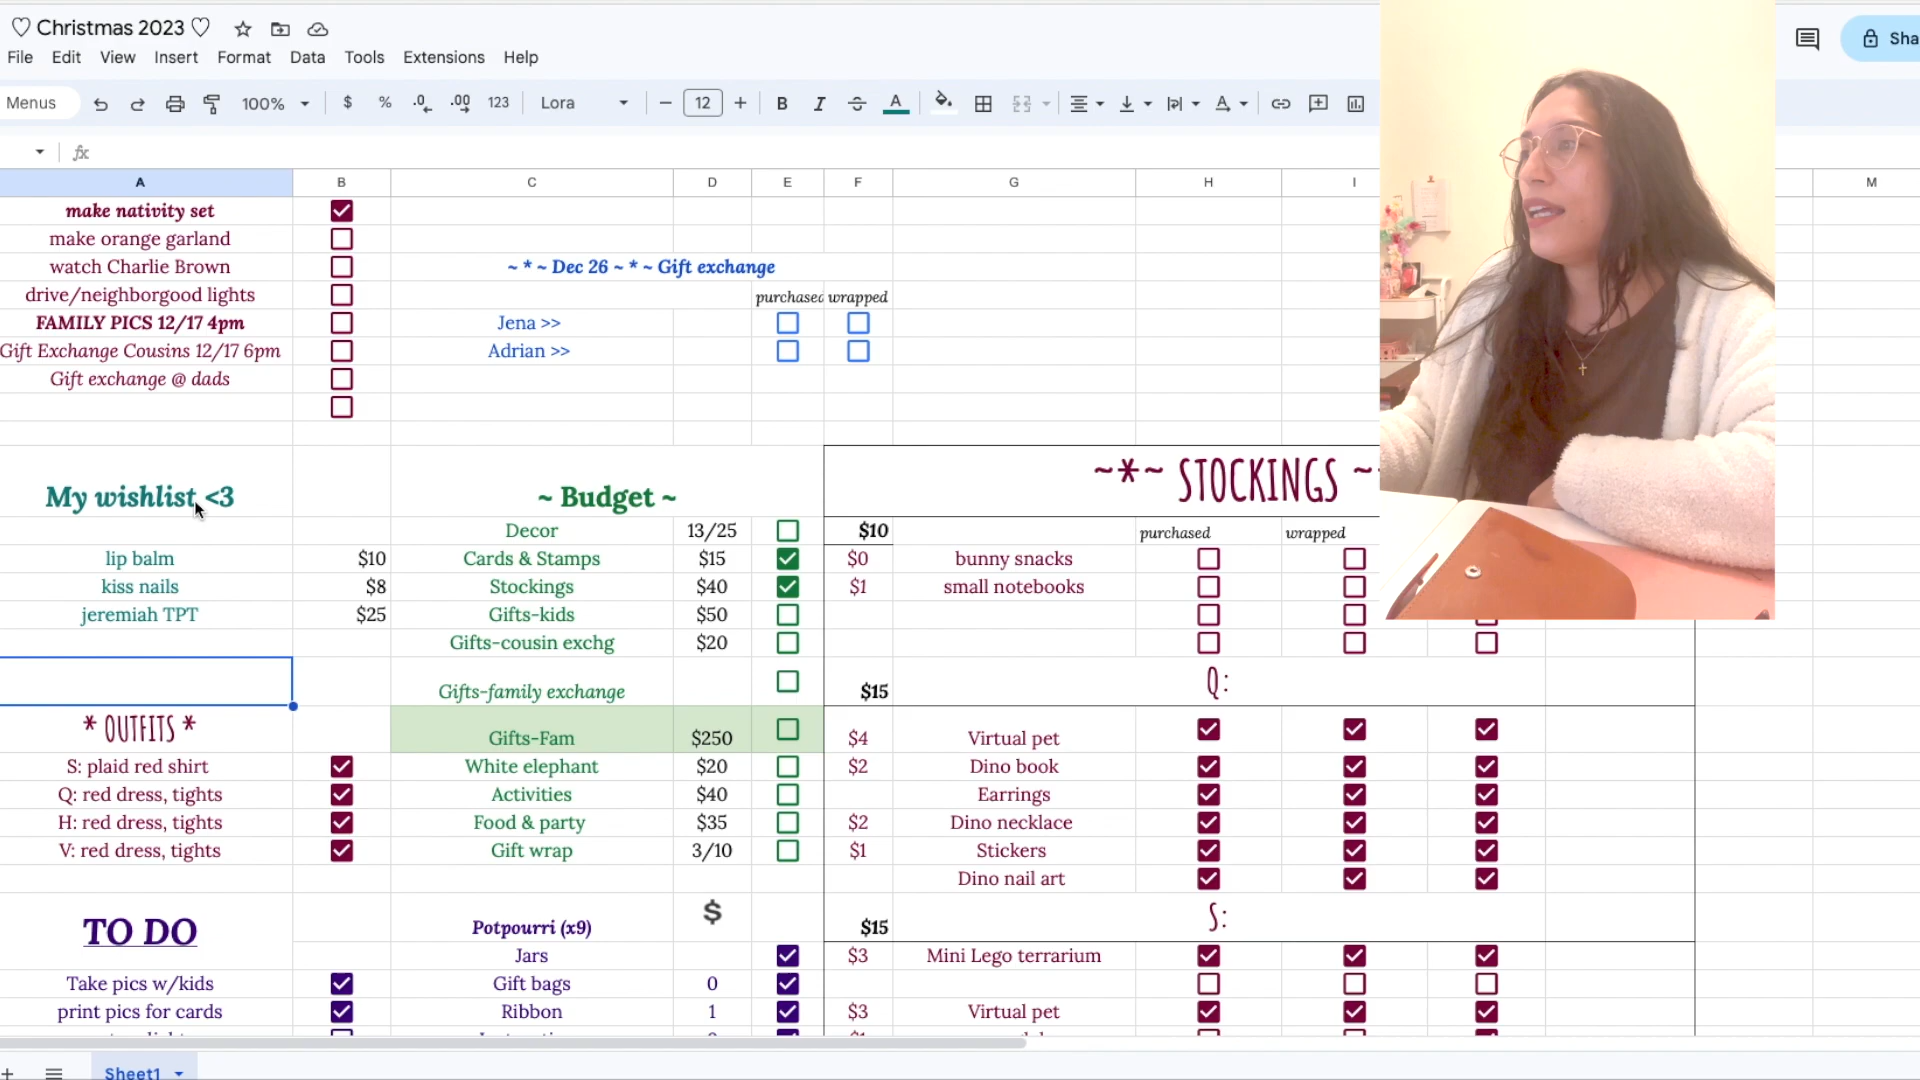 ♡ Christmas 2023 ♡
Sha
File Edit View Insert Format Data Tools Extensions Help
Menus 100% $ % .0 .00 123 Lora − 12 + B I A A
fx
A B C D E F G H I M
make nativity set
make orange garland
watch Charlie Brown
~ * ~ Dec 26 ~ * ~ Gift exchange
drive/neighborgood lights
purchased wrapped
FAMILY PICS 12/17 4pm
Jena >>
Gift Exchange Cousins 12/17 6pm
Adrian >>
Gift exchange @ dads
My wishlist <3
~ Budget ~
~*~ STOCKINGS ~
Decor 13/25
$10 purchased wrapped
lip balm $10 Cards & Stamps $15 $0 bunny snacks
kiss nails $8 Stockings $40 $1 small notebooks
jeremiah TPT $25 Gifts-kids $50
Gifts-cousin exchg $20
Gifts-family exchange $15 Q:
* OUTFITS *
Gifts-Fam $250 $4 Virtual pet
S: plaid red shirt White elephant $20 $2 Dino book
Q: red dress, tights Activities $40 Earrings
H: red dress, tights Food & party $35 $2 Dino necklace
V: red dress, tights Gift wrap 3/10 $1 Stickers
Dino nail art
TO DO Potpourri (x9) $ $15 S:
Jars $3 Mini Lego terrarium
Take pics w/kids Gift bags 0
print pics for cards Ribbon 1 $3 Virtual pet
+ Sheet1